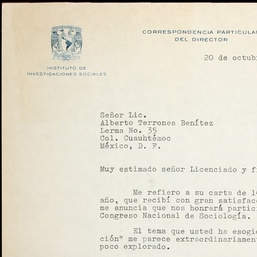 CORRESPONDENCIA PARTICULAR
DEL DIRECTOR
INSTITUTO DE
INVESTIGACIONES SOCIALES
20 de octub
Señor Lic.
Alberto Terrones Benítez
Lerma No. 35
Col. Cuauhtémoc
México, D. F.
Muy estimado señor Licenciado y f
Me refiero a su carta de 1
año, que recibí con gran satisfac
me anuncia que nos honrará partici
Congreso Nacional de Sociología.
El tema que usted ha esogi
ción" me parece extraordinariamen
poco explorado.